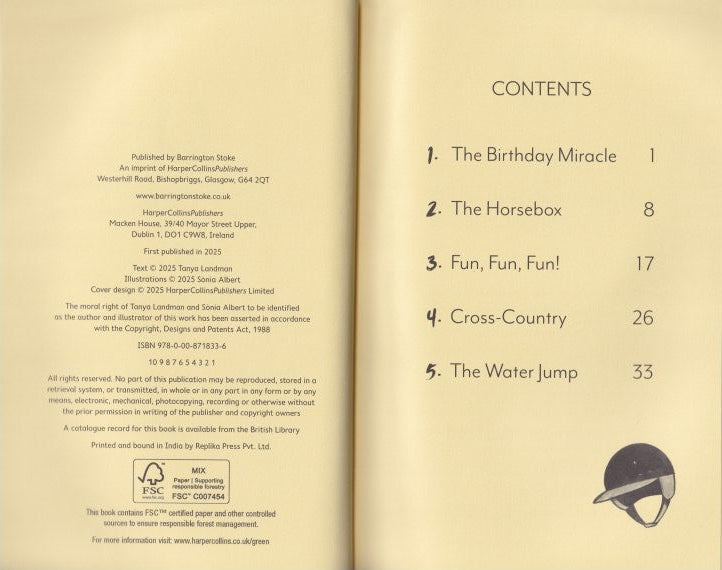 Published by Barrington Stoke
An imprint of HarperCollinsPublishers
Westerhill Road, Bishopbriggs, Glasgow, G64 2QT
www.barringtonstoke.co.uk
HarperCollinsPublishers
Macken House, 39/40 Mayor Street Upper,
Dublin 1, DO1 C9W8, Ireland
First published in 2025
Text © 2025 Tanya Landman
Illustrations © 2025 Sònia Albert
Cover design © 2025 HarperCollinsPublishers Limited
The moral right of Tanya Landman and Sònia Albert to be identified
as the author and illustrator of this work has been asserted in accordance
with the Copyright, Designs and Patents Act, 1988
ISBN 978-0-00-871833-6
10 9 8 7 6 5 4 3 2 1
All rights reserved. No part of this publication may be reproduced, stored in a
retrieval system, or transmitted, in whole or in any part in any form or by any
means, electronic, mechanical, photocopying, recording or otherwise without
the prior permission in writing of the publisher and copyright owners
A catalogue record for this book is available from the British Library
Printed and bound in India by Replika Press Pvt. Ltd.
FSC
www.fsc.org
MIX
Paper | Supporting
responsible forestry
FSC™ C007454
This book contains FSC™ certified paper and other controlled
sources to ensure responsible forest management.
For more information visit: www.harpercollins.co.uk/green
CONTENTS
1. The Birthday Miracle 1
2. The Horsebox 8
3. Fun, Fun, Fun! 17
4. Cross-Country 26
5. The Water Jump 33